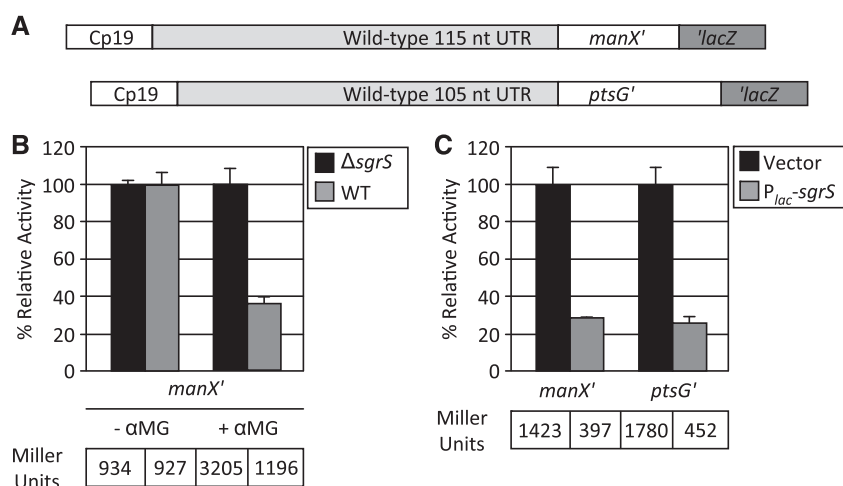 A
Cp19 Wild-type 115 nt UTR manX' 'lacZ
Cp19 Wild-type 105 nt UTR ptsG' 'lacZ
B
% Relative Activity
120
100
80
60
40
20
0
ΔsgrS
WT
manX'
- αMG + αMG
Miller Units
934 927 3205 1196
C
% Relative Activity
120
100
80
60
40
20
0
Vector
Plac-sgrS
manX' ptsG'
Miller Units
1423 397 1780 452